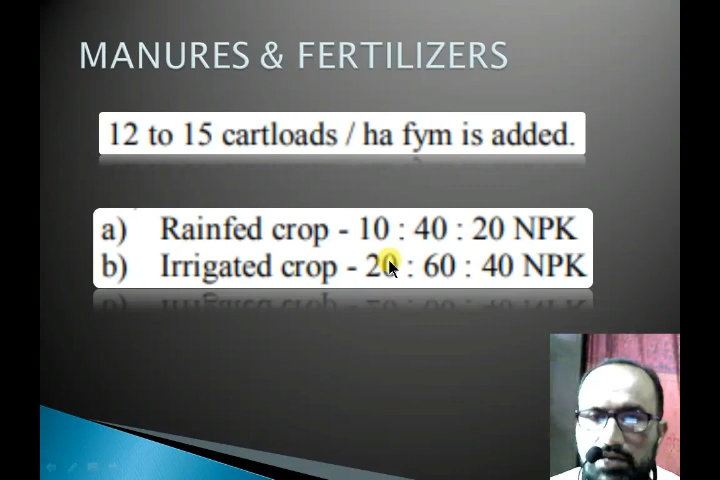 MANURES & FERTILIZERS
12 to 15 cartloads / ha fym is added.
a) Rainfed crop - 10 : 40 : 20 NPK
b) Irrigated crop - 20 : 60 : 40 NPK